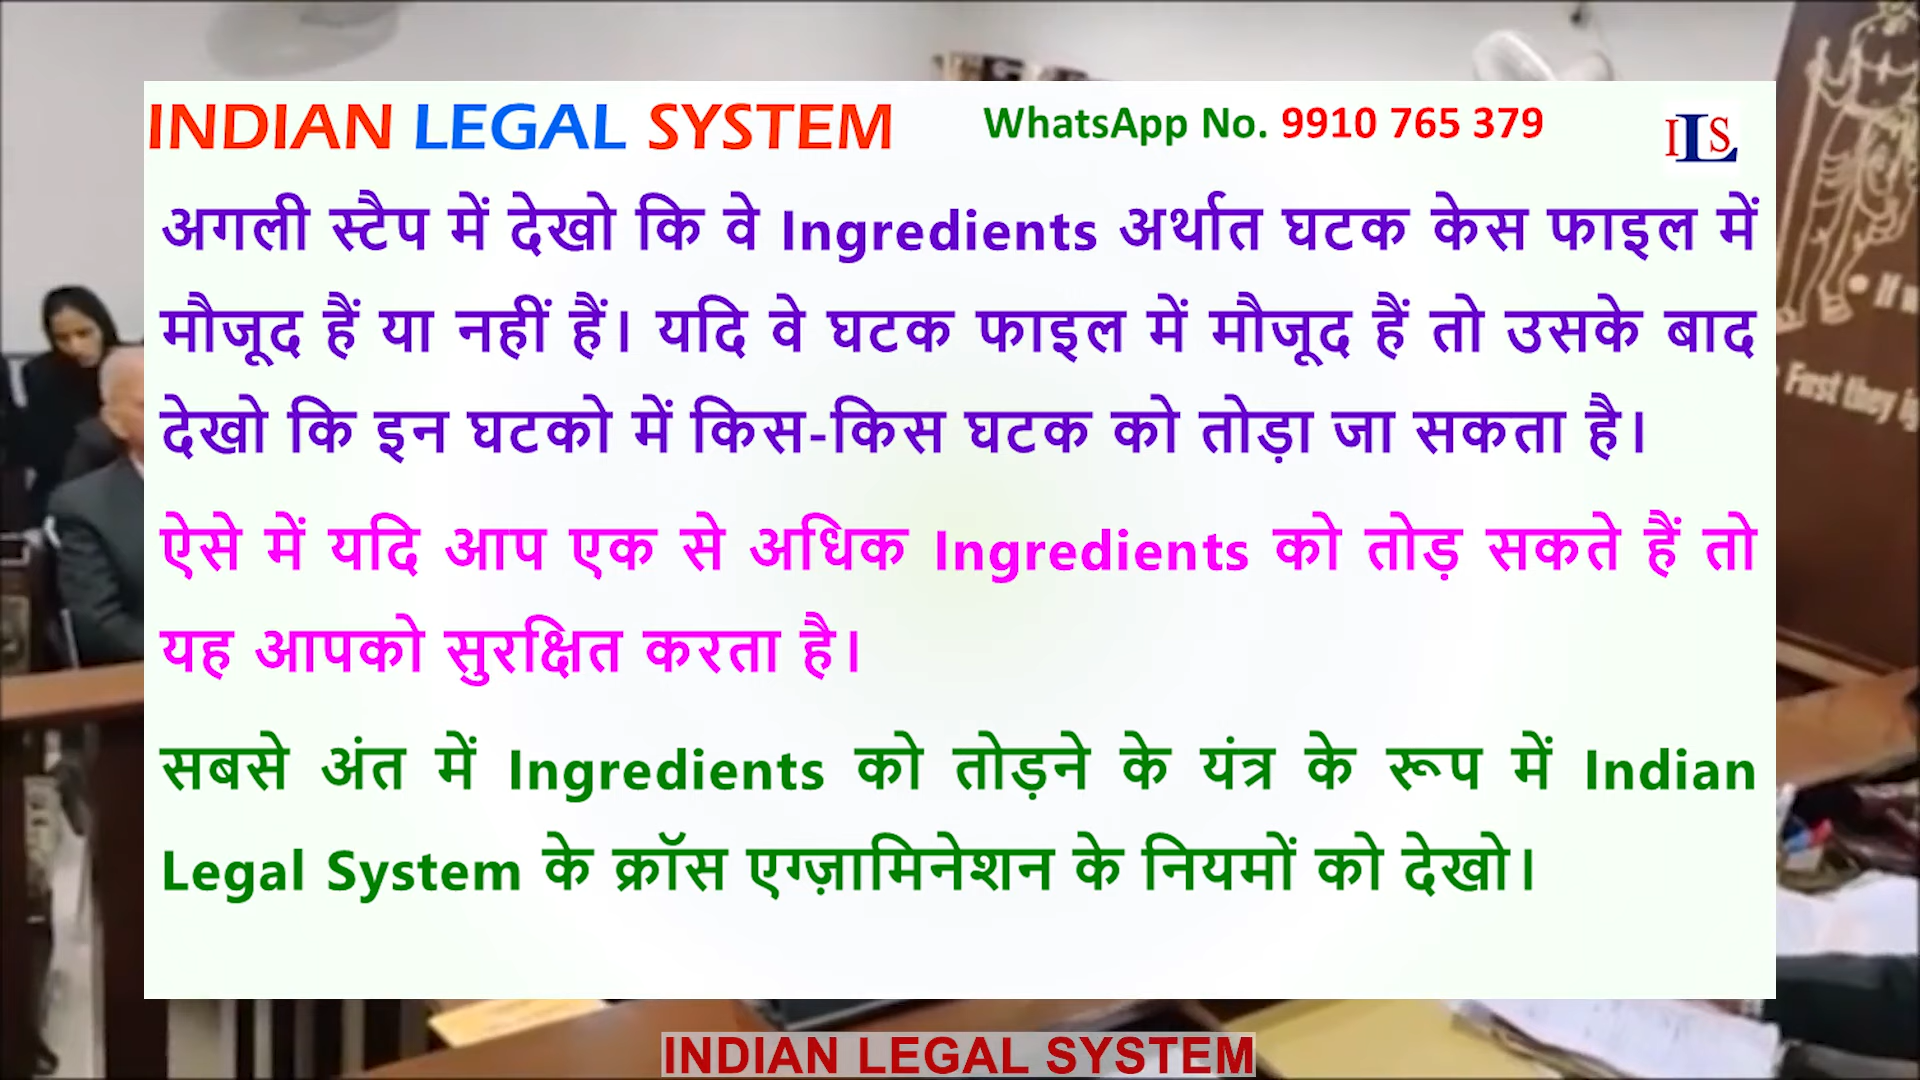 INDIAN LEGAL SYSTEM WhatsApp No. 9910 765 379 ILS
अगली स्टैप में देखो कि वे Ingredients अर्थात घटक केस फाइल में
मौजूद हैं या नहीं हैं। यदि वे घटक फाइल में मौजूद हैं तो उसके बाद
देखो कि इन घटको में किस-किस घटक को तोड़ा जा सकता है।
ऐसे में यदि आप एक से अधिक Ingredients को तोड़ सकते हैं तो
यह आपको सुरक्षित करता है।
सबसे अंत में Ingredients को तोड़ने के यंत्र के रूप में Indian
Legal System के क्रॉस एग्ज़ामिनेशन के नियमों को देखो।
First they
INDIAN LEGAL SYSTEM